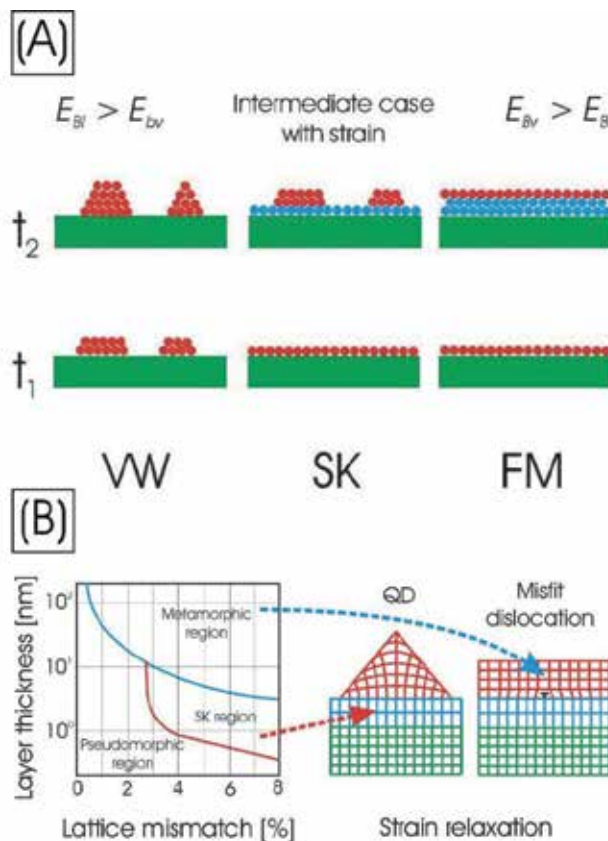 (A)
E_Bl > E_bv
Intermediate case
with strain
E_Bv > E_B
t₂
t₁
VW
SK
FM
(B)
Layer thickness [nm]
10²
10¹
10⁰
Metamorphic
region
SK region
Pseudomorphic
region
0 2 4 6 8
Lattice mismatch [%]
QD
Misfit
dislocation
Strain relaxation